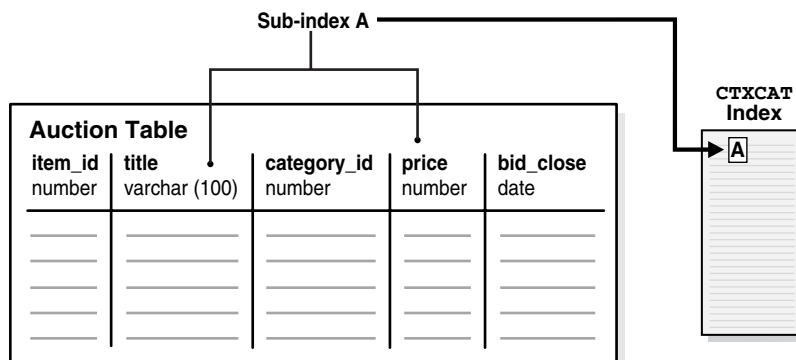 Sub-index A
CTXCAT
Index
A
Auction Table
item_id title category_id price bid_close
number varchar (100) number number date